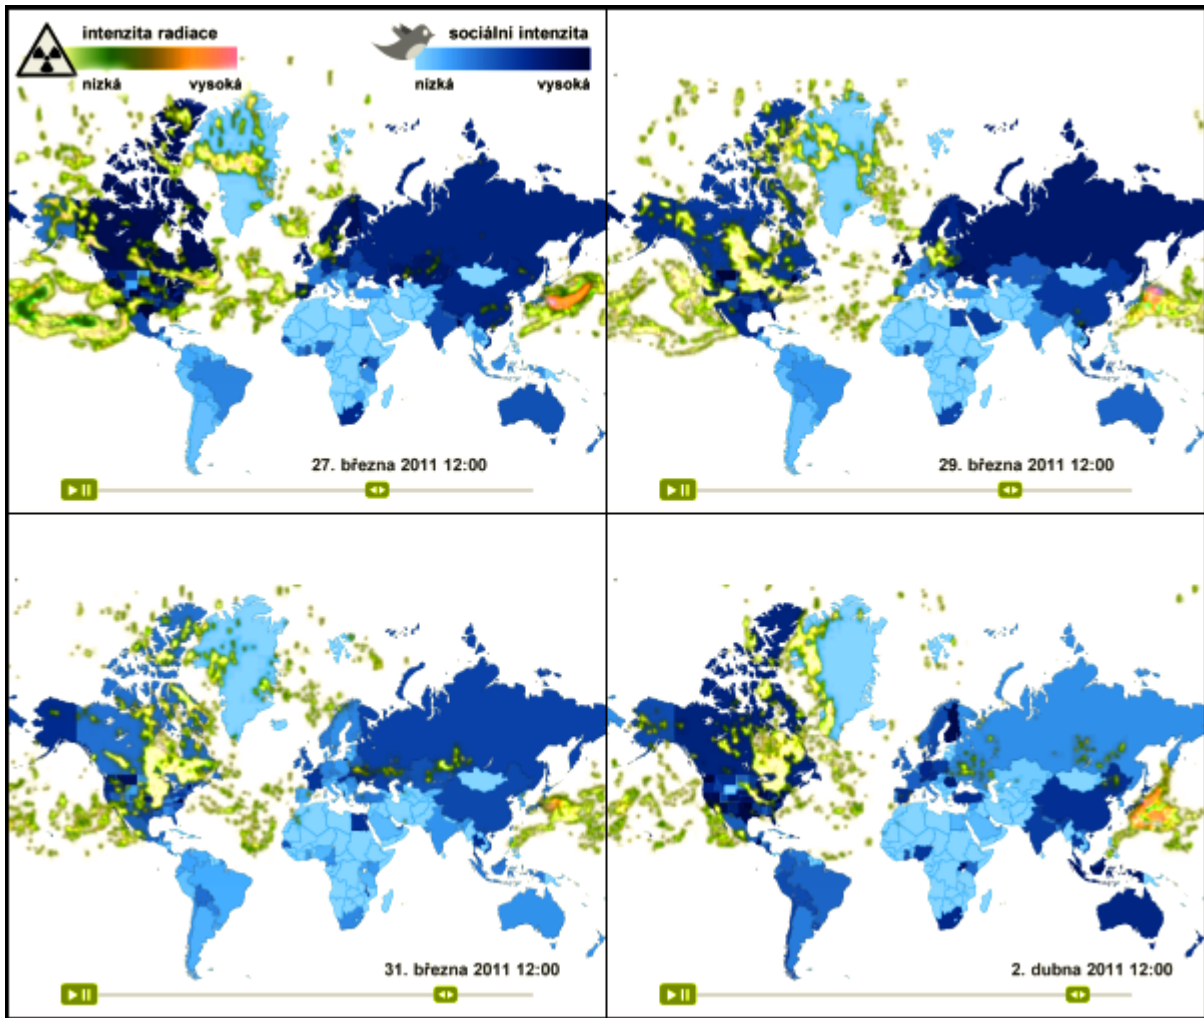 intenzita radiace
nízká vysoká
sociální intenzita
nízká vysoká
27. března 2011 12:00
29. března 2011 12:00
31. března 2011 12:00
2. dubna 2011 12:00